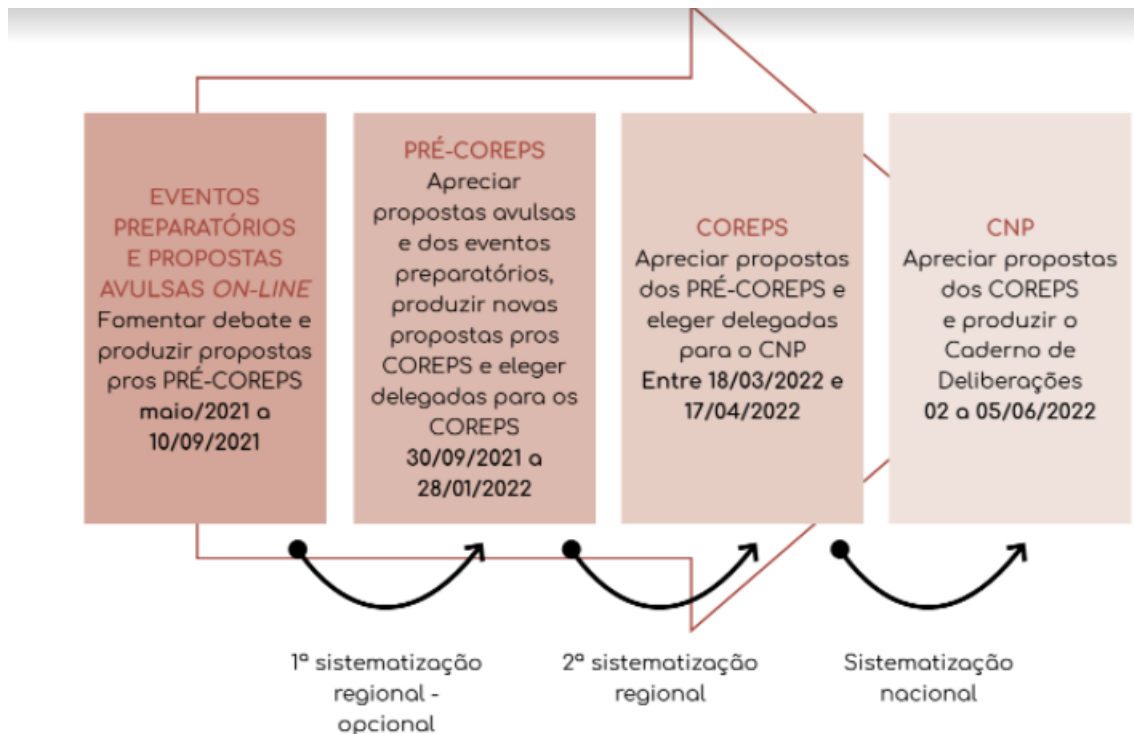 EVENTOS
PREPARATÓRIOS
E PROPOSTAS
AVULSAS ON-LINE
Fomentar debate e
produzir propostas
pros PRÉ-COREPS
maio/2021 a
10/09/2021
PRÉ-COREPS
Apreciar
propostas avulsas
e dos eventos
preparatórios,
produzir novas
propostas pros
COREPS e eleger
delegadas para os
COREPS
30/09/2021 a
28/01/2022
COREPS
Apreciar propostas
dos PRÉ-COREPS e
eleger delegadas
para o CNP
Entre 18/03/2022 e
17/04/2022
CNP
Apreciar propostas
dos COREPS
e produzir o
Caderno de
Deliberações
02 a 05/06/2022
1ª sistematização
regional -
opcional
2ª sistematização
regional
Sistematização
nacional